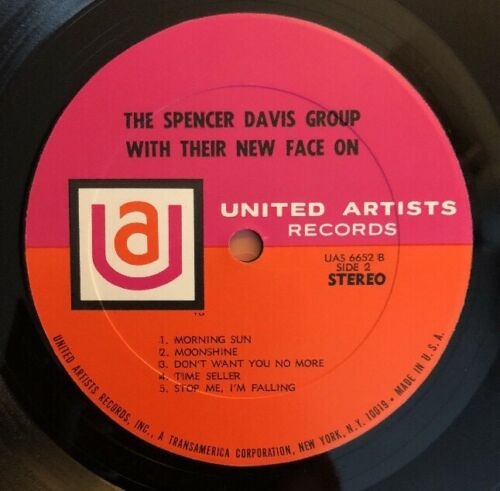 THE SPENCER DAVIS GROUP
WITH THEIR NEW FACE ON
ua
UNITED ARTISTS
RECORDS
UAS 6652 B
SIDE 2
STEREO
1. MORNING SUN
2. MOONSHINE
3. DON'T WANT YOU NO MORE
4. TIME SELLER
5. STOP ME, I'M FALLING
UNITED ARTISTS RECORDS, INC., A TRANSAMERICA CORPORATION, NEW YORK, N.Y. 10019 • MADE IN U.S.A.